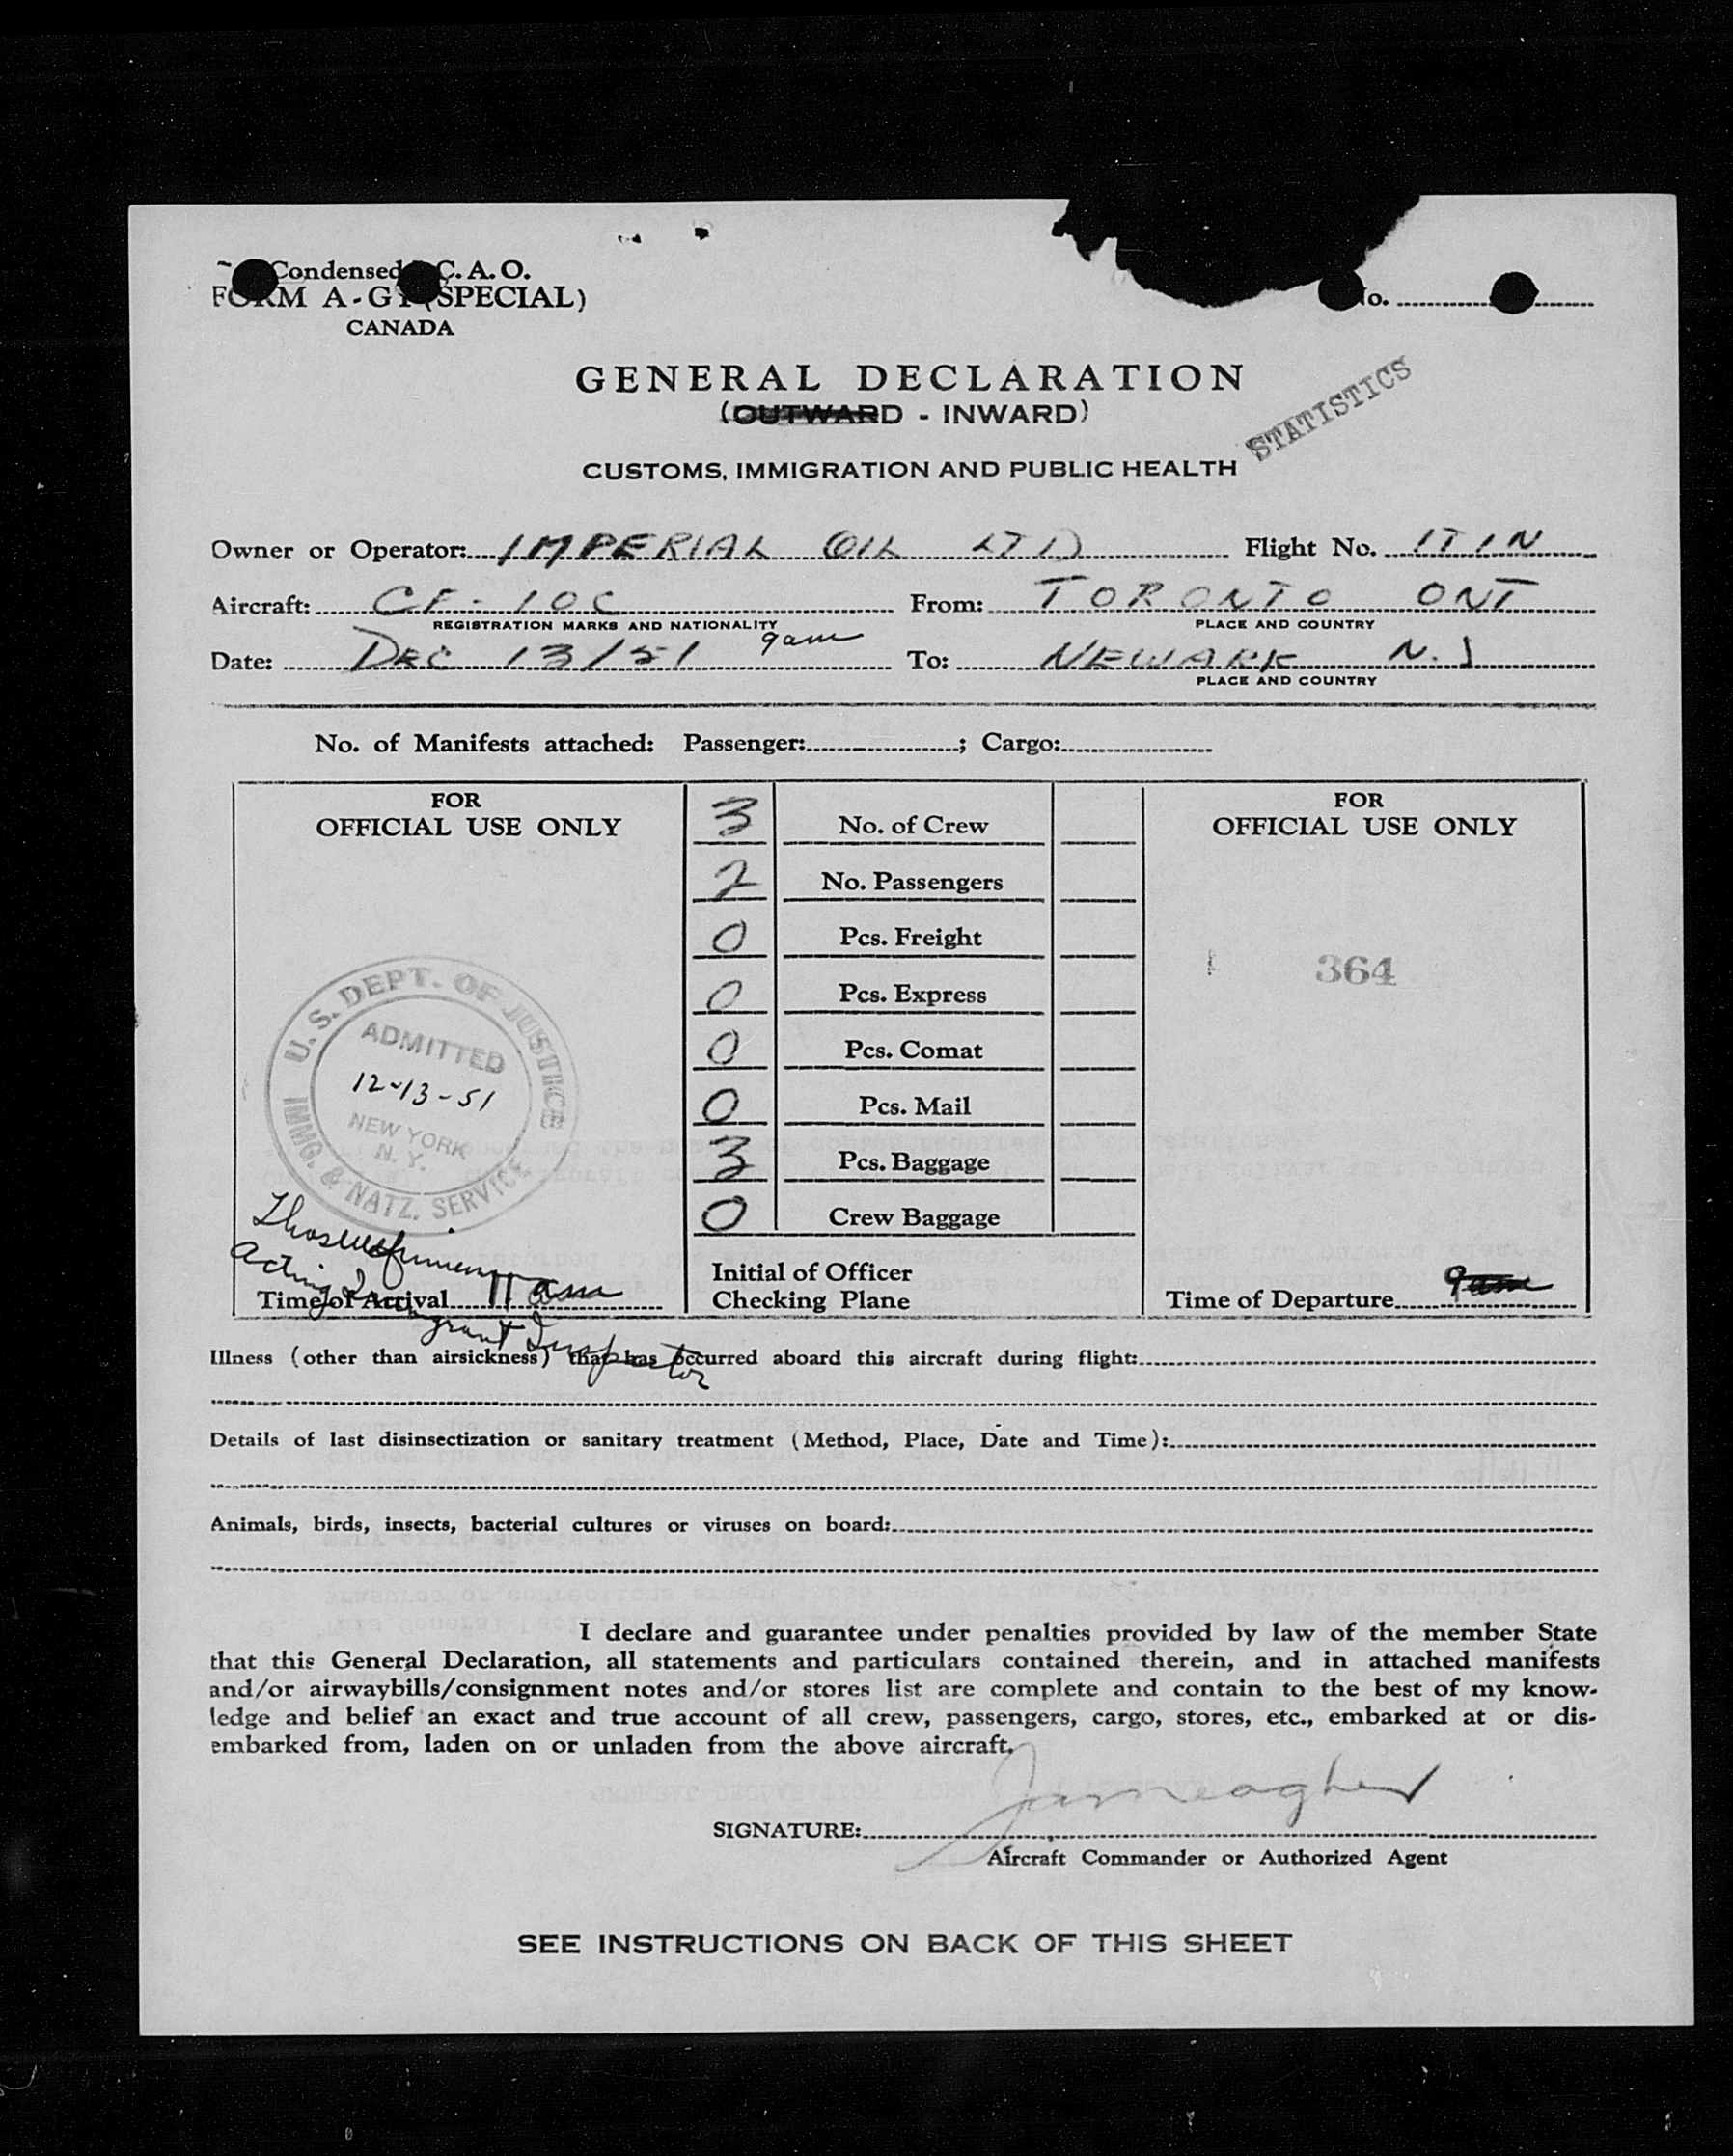 Condensed C. A. O.
FORM A-G1 (SPECIAL)
CANADA
No.
GENERAL DECLARATION
(OUTWARD - INWARD)
STATISTICS
CUSTOMS, IMMIGRATION AND PUBLIC HEALTH
Owner or Operator: IMPERIAL OIL LTD Flight No. ITIN
Aircraft: CF-IOC From: TORONTO ONT
REGISTRATION MARKS AND NATIONALITY PLACE AND COUNTRY
Date: DEC 13/51 9am To: NEWARK N.J
PLACE AND COUNTRY
No. of Manifests attached: Passenger: ; Cargo:
FOR
OFFICIAL USE ONLY
3 No. of Crew
2 No. Passengers
0 Pcs. Freight
0 Pcs. Express
0 Pcs. Comat
0 Pcs. Mail
3 Pcs. Baggage
0 Crew Baggage
Initial of Officer
Checking Plane
FOR
OFFICIAL USE ONLY
364
U. S. DEPT. OF JUSTICE
ADMITTED
12-13-51
NEW YORK
N. Y.
IMMG. & NATZ. SERVICE
Acting Immigrant Inspector
Time of Arrival 11 am
Time of Departure 9am
Illness (other than airsickness) that has occurred aboard this aircraft during flight:
Details of last disinsectization or sanitary treatment (Method, Place, Date and Time):
Animals, birds, insects, bacterial cultures or viruses on board:
I declare and guarantee under penalties provided by law of the member State
that this General Declaration, all statements and particulars contained therein, and in attached manifests
and/or airwaybills/consignment notes and/or stores list are complete and contain to the best of my know-
ledge and belief an exact and true account of all crew, passengers, cargo, stores, etc., embarked at or dis-
embarked from, laden on or unladen from the above aircraft.
SIGNATURE: Jameagher
Aircraft Commander or Authorized Agent
SEE INSTRUCTIONS ON BACK OF THIS SHEET